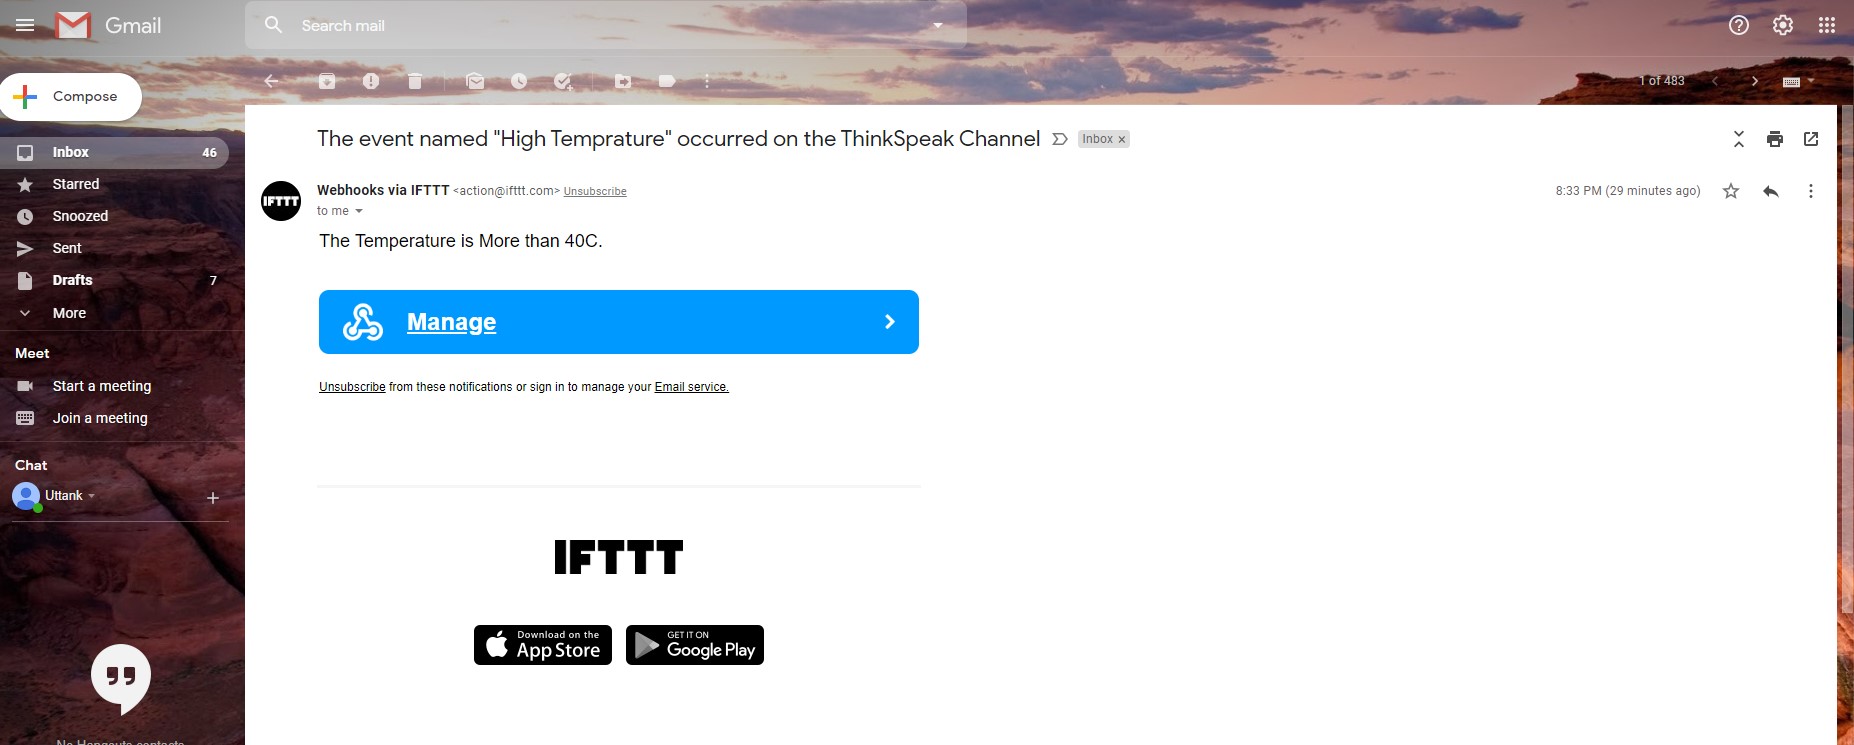 Gmail
Search mail
Compose
1 of 483
Inbox 46
Starred
Snoozed
Sent
Drafts 7
More
Meet
Start a meeting
Join a meeting
Chat
Uttank
The event named "High Temprature" occurred on the ThinkSpeak Channel Inbox x
IFTTT
Webhooks via IFTTT <action@ifttt.com> Unsubscribe 8:33 PM (29 minutes ago)
to me
The Temperature is More than 40C.
Manage
Unsubscribe from these notifications or sign in to manage your Email service.
IFTTT
Download on the
App Store
GET IT ON
Google Play
No Hangouts contacts